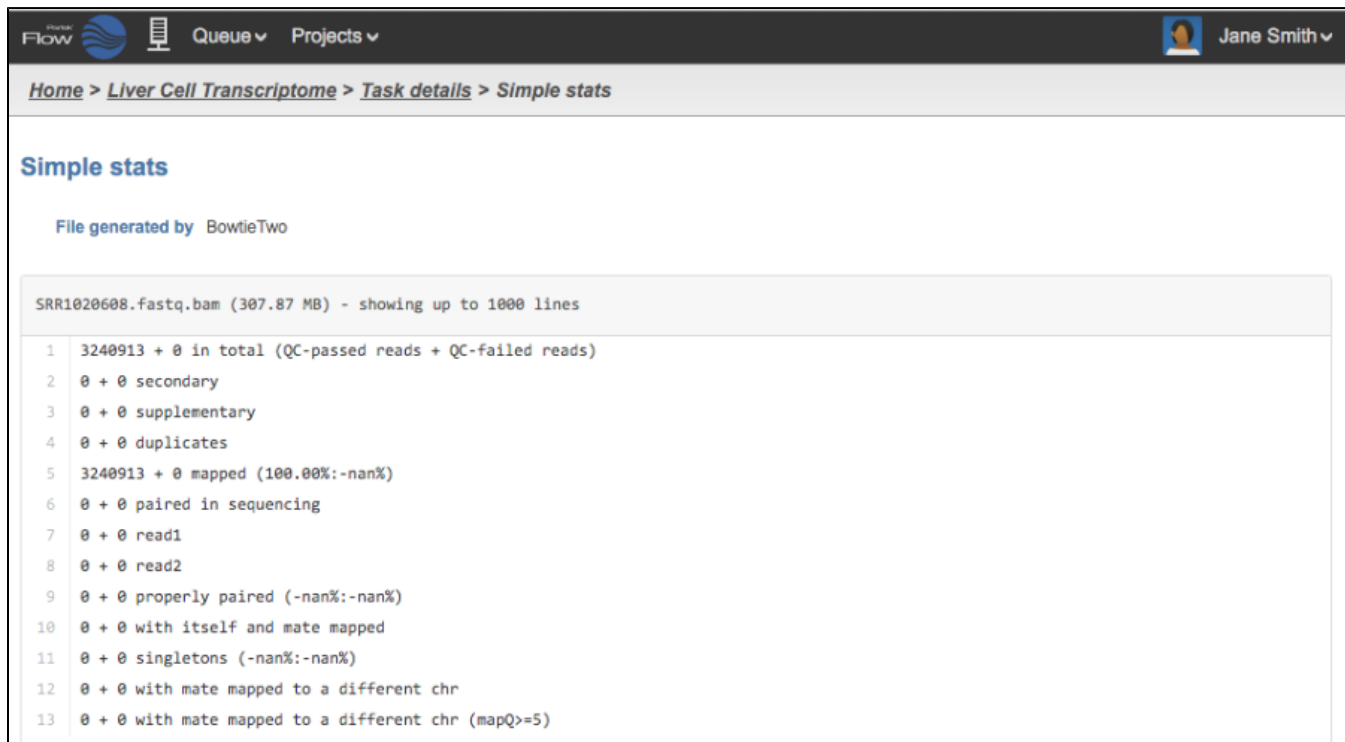 Partek
Flow Queue Projects Jane Smith
Home > Liver Cell Transcriptome > Task details > Simple stats
Simple stats
File generated by BowtieTwo
SRR1020608.fastq.bam (307.87 MB) - showing up to 1000 lines
1 3240913 + 0 in total (QC-passed reads + QC-failed reads)
2 0 + 0 secondary
3 0 + 0 supplementary
4 0 + 0 duplicates
5 3240913 + 0 mapped (100.00%:-nan%)
6 0 + 0 paired in sequencing
7 0 + 0 read1
8 0 + 0 read2
9 0 + 0 properly paired (-nan%:-nan%)
10 0 + 0 with itself and mate mapped
11 0 + 0 singletons (-nan%:-nan%)
12 0 + 0 with mate mapped to a different chr
13 0 + 0 with mate mapped to a different chr (mapQ>=5)